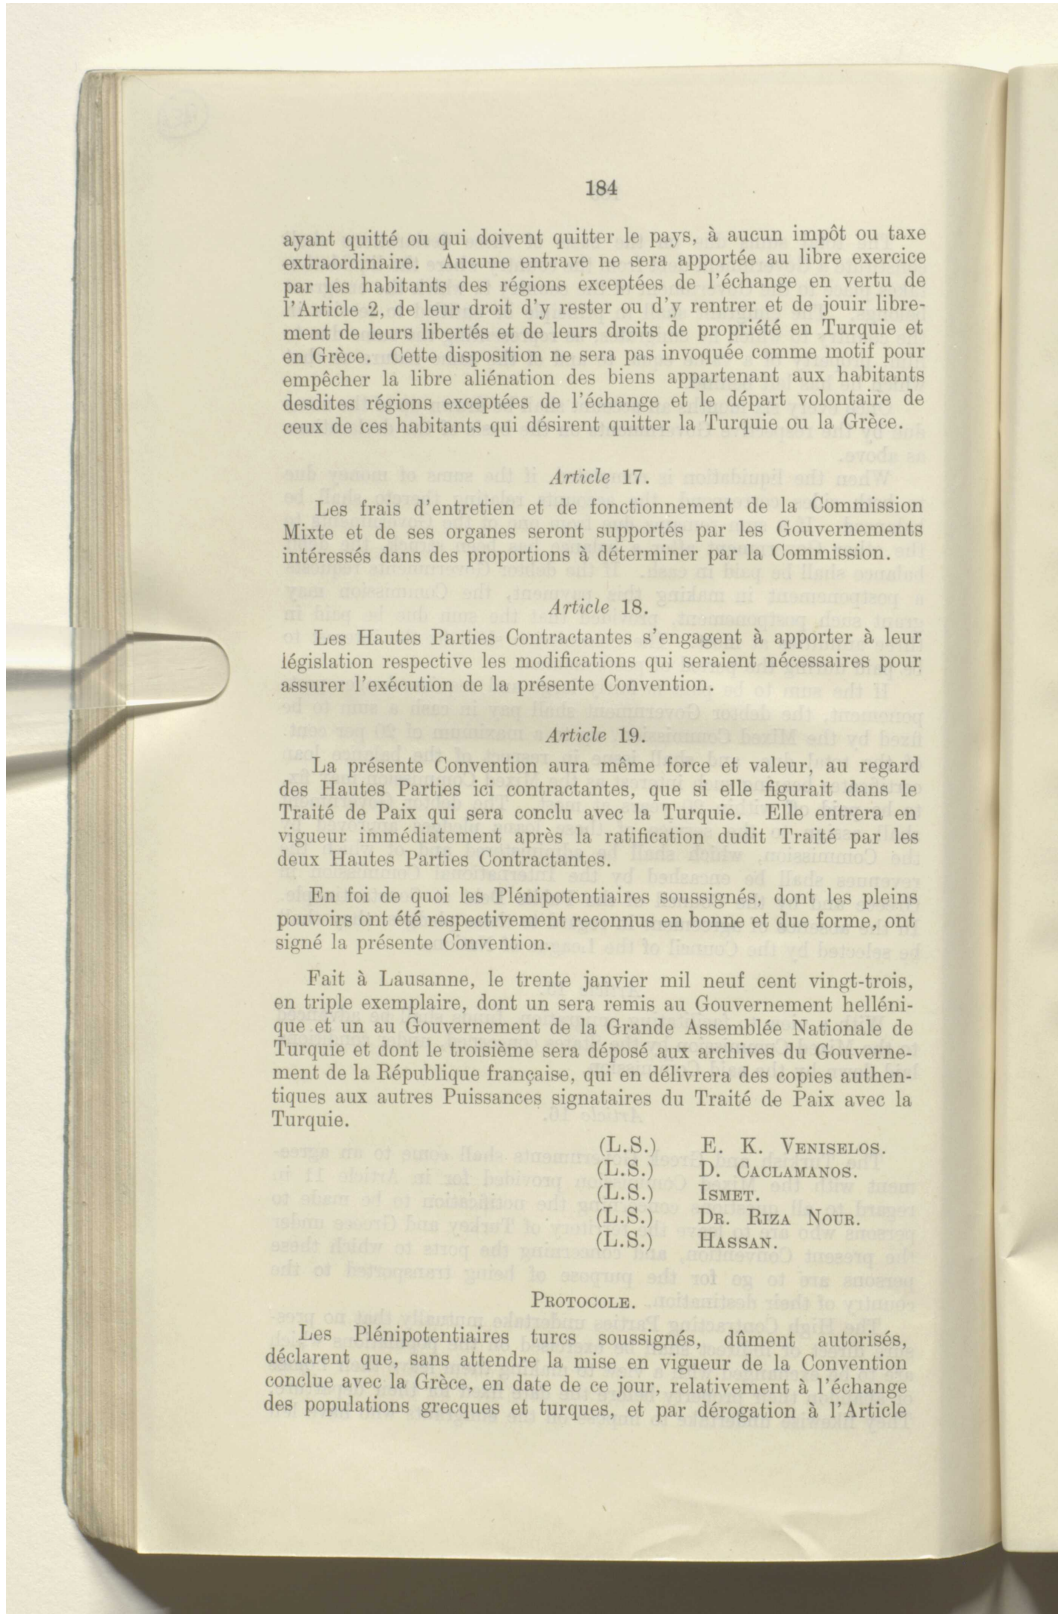 184
ayant quitté ou qui doivent quitter le pays, à aucun impôt ou taxe
extraordinaire. Aucune entrave ne sera apportée au libre exercice
par les habitants des régions exceptées de l'échange en vertu de
l'Article 2, de leur droit d'y rester ou d'y rentrer et de jouir libre-
ment de leurs libertés et de leurs droits de propriété en Turquie et
en Grèce. Cette disposition ne sera pas invoquée comme motif pour
empêcher la libre aliénation des biens appartenant aux habitants
desdites régions exceptées de l'échange et le départ volontaire de
ceux de ces habitants qui désirent quitter la Turquie ou la Grèce.
Article 17.
Les frais d'entretien et de fonctionnement de la Commission
Mixte et de ses organes seront supportés par les Gouvernements
intéressés dans des proportions à déterminer par la Commission.
Article 18.
Les Hautes Parties Contractantes s'engagent à apporter à leur
législation respective les modifications qui seraient nécessaires pour
assurer l'exécution de la présente Convention.
Article 19.
La présente Convention aura même force et valeur, au regard
des Hautes Parties ici contractantes, que si elle figurait dans le
Traité de Paix qui sera conclu avec la Turquie. Elle entrera en
vigueur immédiatement après la ratification dudit Traité par les
deux Hautes Parties Contractantes.
En foi de quoi les Plénipotentiaires soussignés, dont les pleins
pouvoirs ont été respectivement reconnus en bonne et due forme, ont
signé la présente Convention.
Fait à Lausanne, le trente janvier mil neuf cent vingt-trois,
en triple exemplaire, dont un sera remis au Gouvernement helléni-
que et un au Gouvernement de la Grande Assemblée Nationale de
Turquie et dont le troisième sera déposé aux archives du Gouverne-
ment de la République française, qui en délivrera des copies authen-
tiques aux autres Puissances signataires du Traité de Paix avec la
Turquie.
(L.S.) E. K. VENISELOS.
(L.S.) D. CACLAMANOS.
(L.S.) ISMET.
(L.S.) DR. RIZA NOUR.
(L.S.) HASSAN.
PROTOCOLE.
Les Plénipotentiaires turcs soussignés, dûment autorisés,
déclarent que, sans attendre la mise en vigueur de la Convention
conclue avec la Grèce, en date de ce jour, relativement à l'échange
des populations grecques et turques, et par dérogation à l'Article